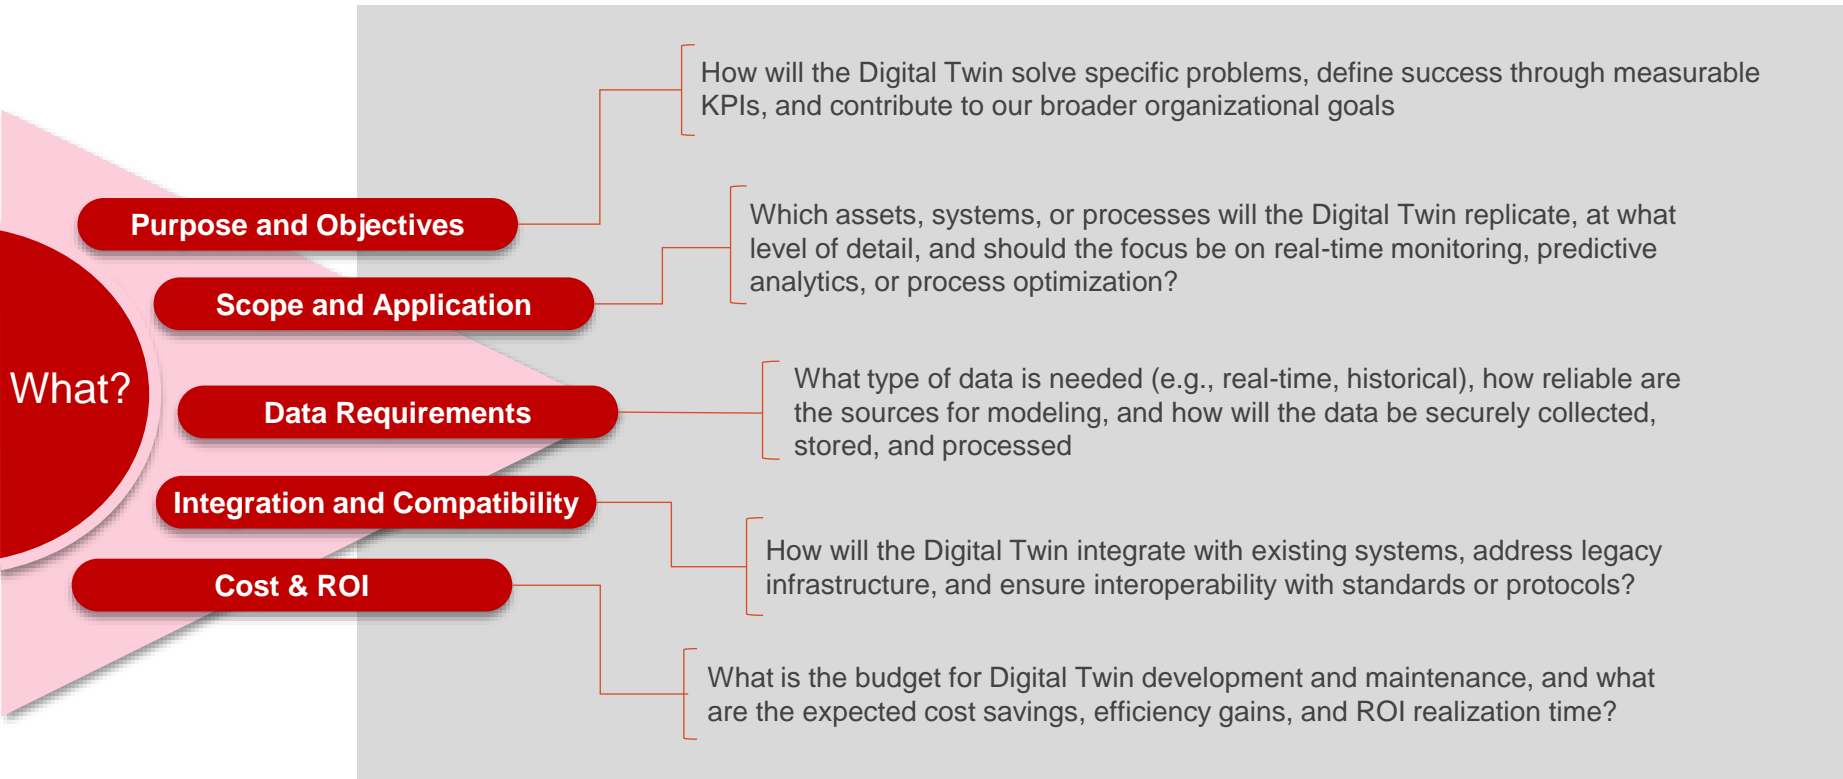 What?
Purpose and Objectives
How will the Digital Twin solve specific problems, define success through measurable
KPIs, and contribute to our broader organizational goals
Scope and Application
Which assets, systems, or processes will the Digital Twin replicate, at what
level of detail, and should the focus be on real-time monitoring, predictive
analytics, or process optimization?
Data Requirements
What type of data is needed (e.g., real-time, historical), how reliable are
the sources for modeling, and how will the data be securely collected,
stored, and processed
Integration and Compatibility
How will the Digital Twin integrate with existing systems, address legacy
infrastructure, and ensure interoperability with standards or protocols?
Cost & ROI
What is the budget for Digital Twin development and maintenance, and what
are the expected cost savings, efficiency gains, and ROI realization time?